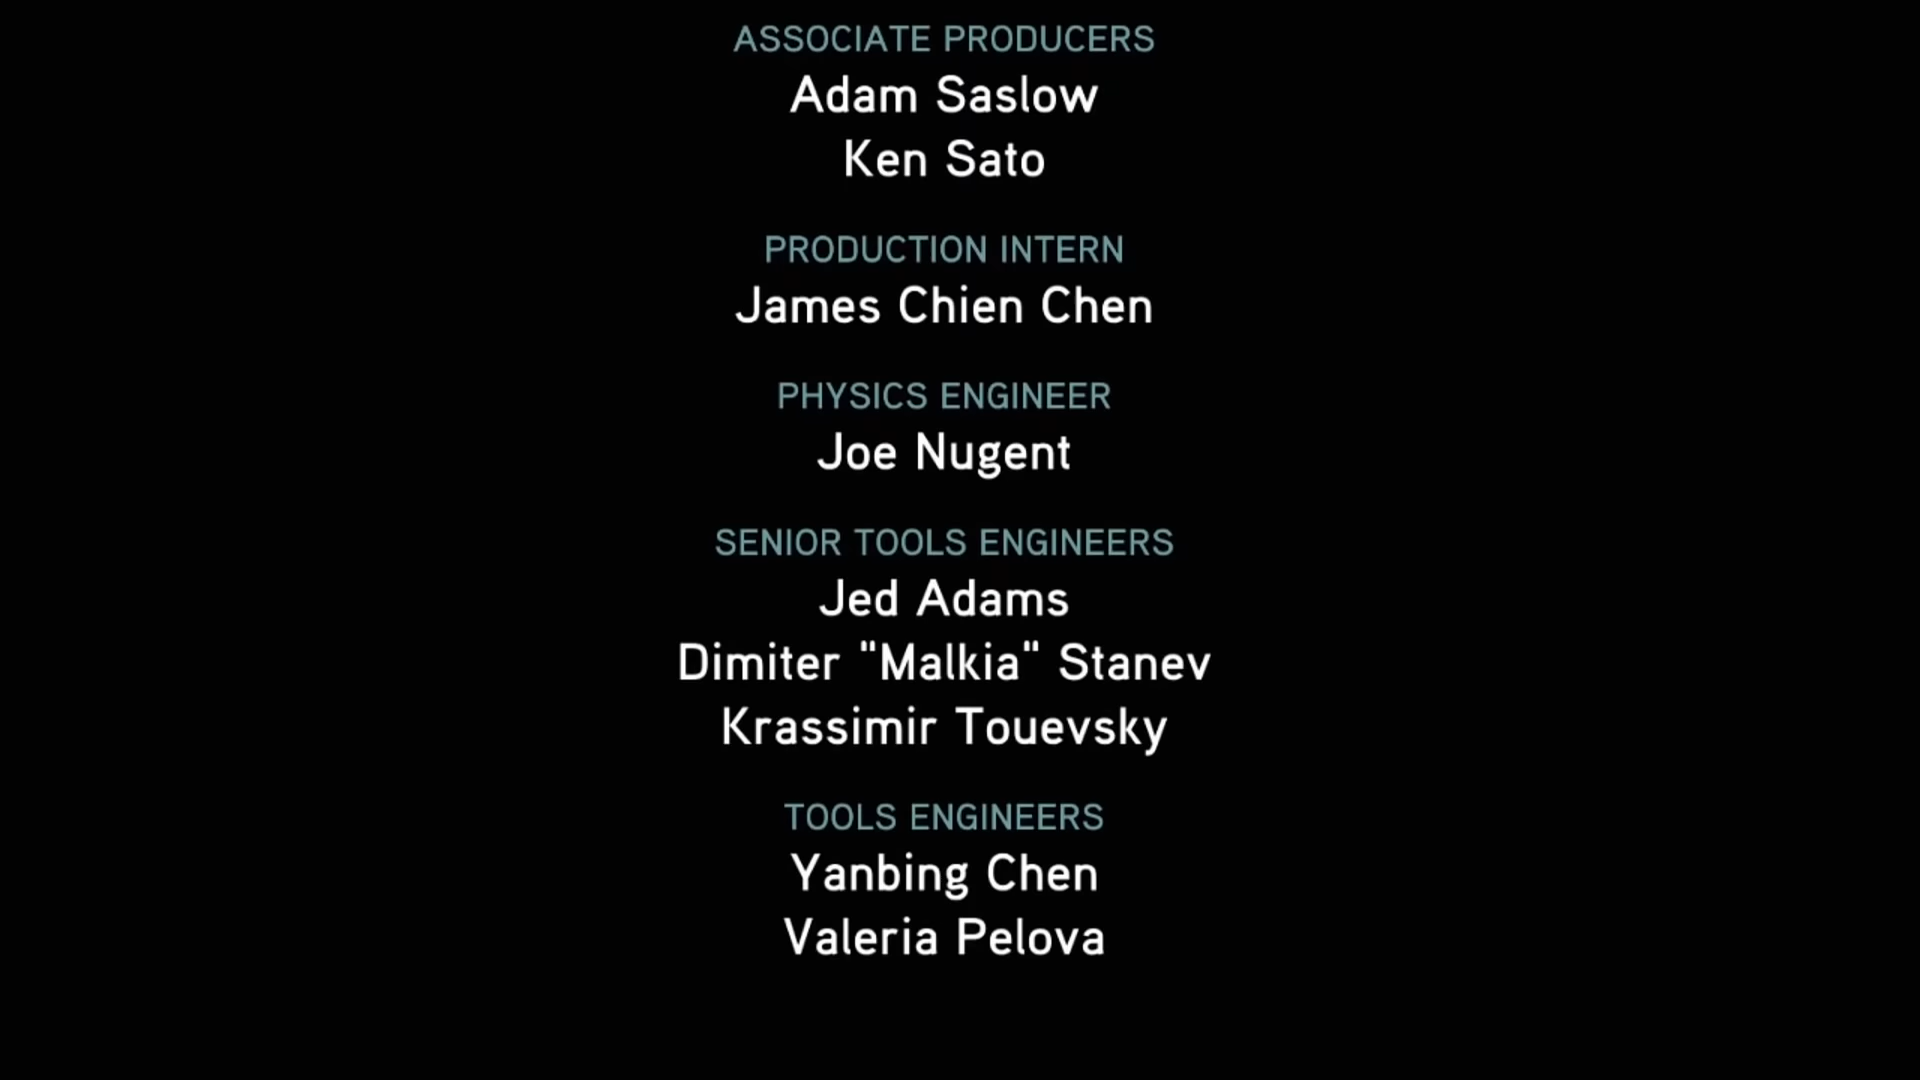 ASSOCIATE PRODUCERS
Adam Saslow
Ken Sato
PRODUCTION INTERN
James Chien Chen
PHYSICS ENGINEER
Joe Nugent
SENIOR TOOLS ENGINEERS
Jed Adams
Dimiter "Malkia" Stanev
Krassimir Touevsky
TOOLS ENGINEERS
Yanbing Chen
Valeria Pelova